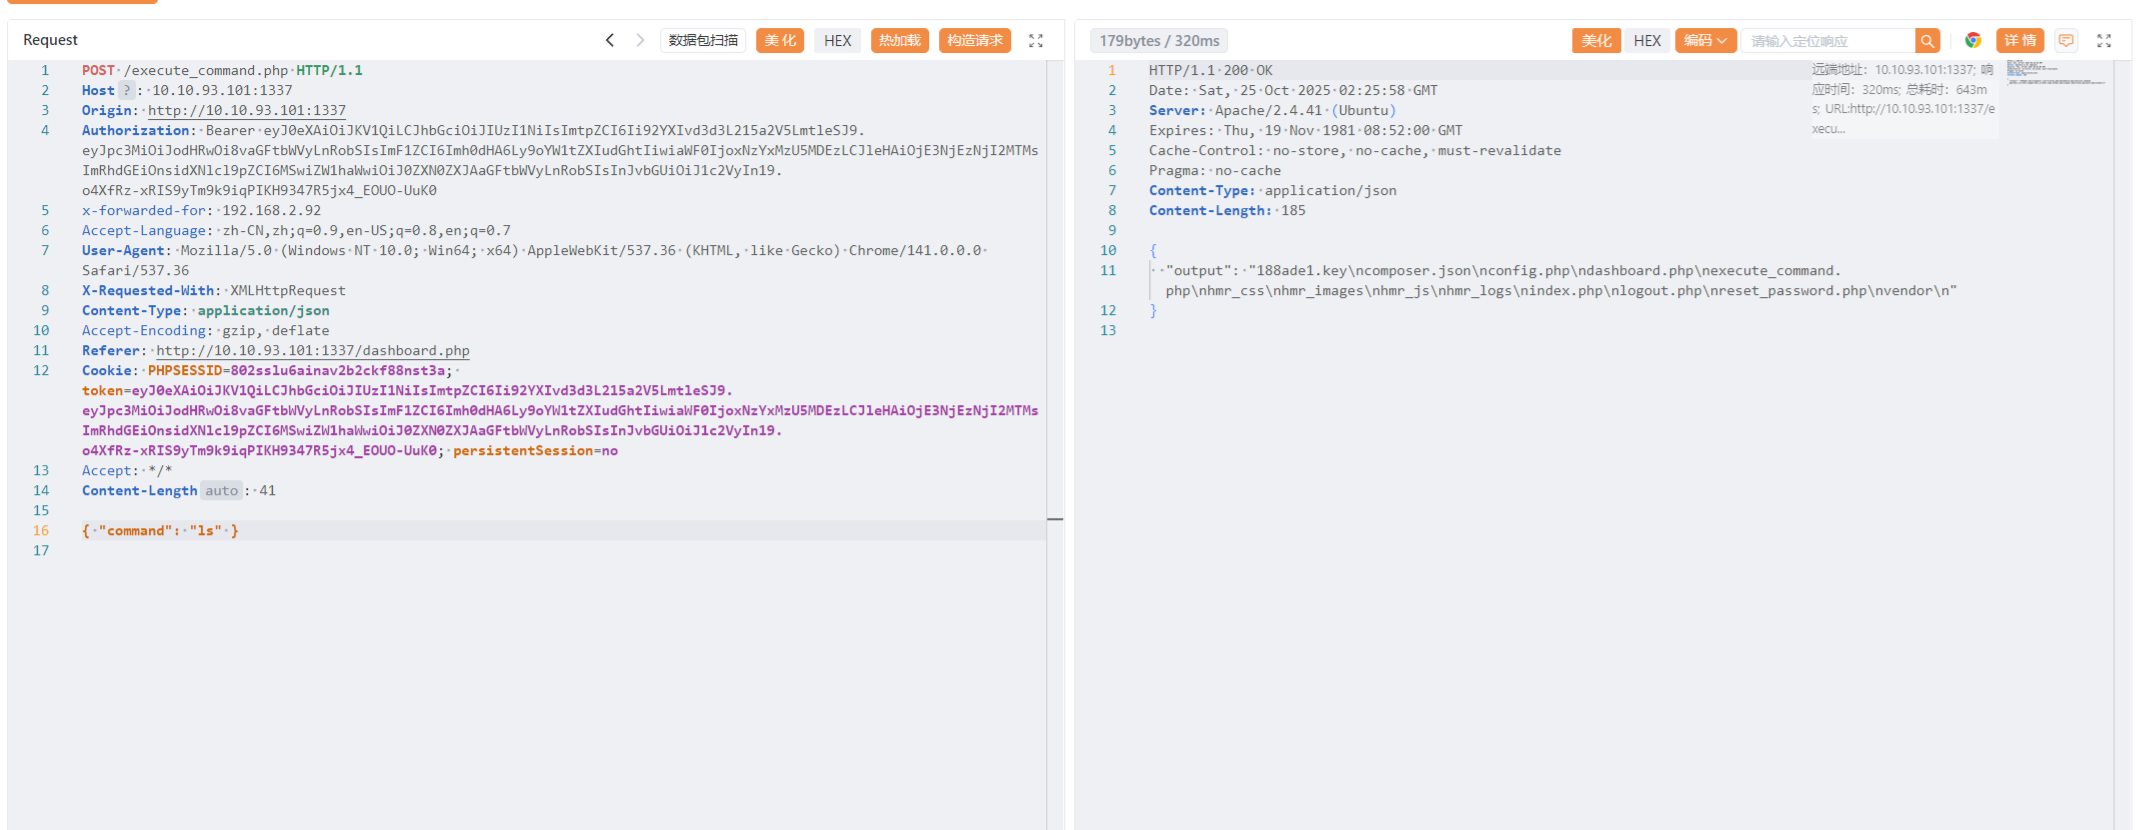 Request
数据包扫描
美 化
HEX
热加载
构造请求
1 POST /execute_command.php HTTP/1.1
2 Host ? : 10.10.93.101:1337
3 Origin: http://10.10.93.101:1337
4 Authorization: Bearer eyJ0eXAiOiJKV1QiLCJhbGciOiJIUzI1NiIsImtpZCI6Ii92YXIvd3d3L215a2V5LmtleSJ9.
eyJpc3MiOiJodHRwOi8vaGFtbWVyLnRobSIsImF1ZCI6Imh0dHA6Ly9oYW1tZXIudGhtIiwiaWF0IjoxNzYxMzU5MDEzLCJleHAiOjE3NjEzNjI2MTMs
ImRhdGEiOnsidXNlcl9pZCI6MSwiZW1haWwiOiJ0ZXN0ZXJAaGFtbWVyLnRobSIsInJvbGUiOiJ1c2VyIn19.
o4XfRz-xRIS9yTm9k9iqPIKH9347R5jx4_EOUO-UuK0
5 x-forwarded-for: 192.168.2.92
6 Accept-Language: zh-CN,zh;q=0.9,en-US;q=0.8,en;q=0.7
7 User-Agent: Mozilla/5.0 (Windows NT 10.0; Win64; x64) AppleWebKit/537.36 (KHTML, like Gecko) Chrome/141.0.0.0
Safari/537.36
8 X-Requested-With: XMLHttpRequest
9 Content-Type: application/json
10 Accept-Encoding: gzip, deflate
11 Referer: http://10.10.93.101:1337/dashboard.php
12 Cookie: PHPSESSID=802sslu6ainav2b2ckf88nst3a;
token=eyJ0eXAiOiJKV1QiLCJhbGciOiJIUzI1NiIsImtpZCI6Ii92YXIvd3d3L215a2V5LmtleSJ9.
eyJpc3MiOiJodHRwOi8vaGFtbWVyLnRobSIsImF1ZCI6Imh0dHA6Ly9oYW1tZXIudGhtIiwiaWF0IjoxNzYxMzU5MDEzLCJleHAiOjE3NjEzNjI2MTMs
ImRhdGEiOnsidXNlcl9pZCI6MSwiZW1haWwiOiJ0ZXN0ZXJAaGFtbWVyLnRobSIsInJvbGUiOiJ1c2VyIn19.
o4XfRz-xRIS9yTm9k9iqPIKH9347R5jx4_EOUO-UuK0; persistentSession=no
13 Accept: */*
14 Content-Length auto : 41
15
16 { "command": "ls" }
17
179bytes / 320ms
美化
HEX
编码
请输入定位响应
详 情
1 HTTP/1.1 200 OK
2 Date: Sat, 25 Oct 2025 02:25:58 GMT
3 Server: Apache/2.4.41 (Ubuntu)
4 Expires: Thu, 19 Nov 1981 08:52:00 GMT
5 Cache-Control: no-store, no-cache, must-revalidate
6 Pragma: no-cache
7 Content-Type: application/json
8 Content-Length: 185
9
10 {
11 "output": "188ade1.key\ncomposer.json\nconfig.php\ndashboard.php\nexecute_command.
php\nhmr_css\nhmr_images\nhmr_js\nhmr_logs\nindex.php\nlogout.php\nreset_password.php\nvendor\n"
12 }
13
远端地址: 10.10.93.101:1337; 响
应时间: 320ms; 总耗时: 643m
s; URL:http://10.10.93.101:1337/e
xecu...